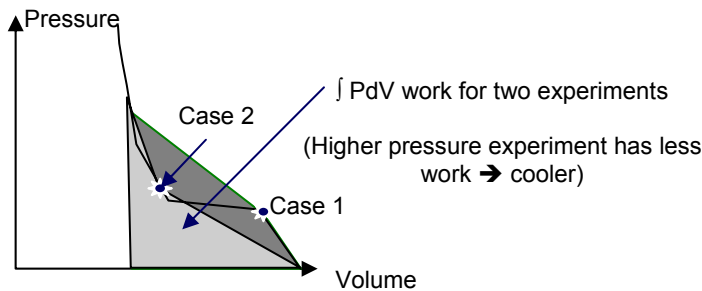 Pressure
∫ PdV work for two experiments
Case 2
(Higher pressure experiment has less
work ➔ cooler)
Case 1
Volume